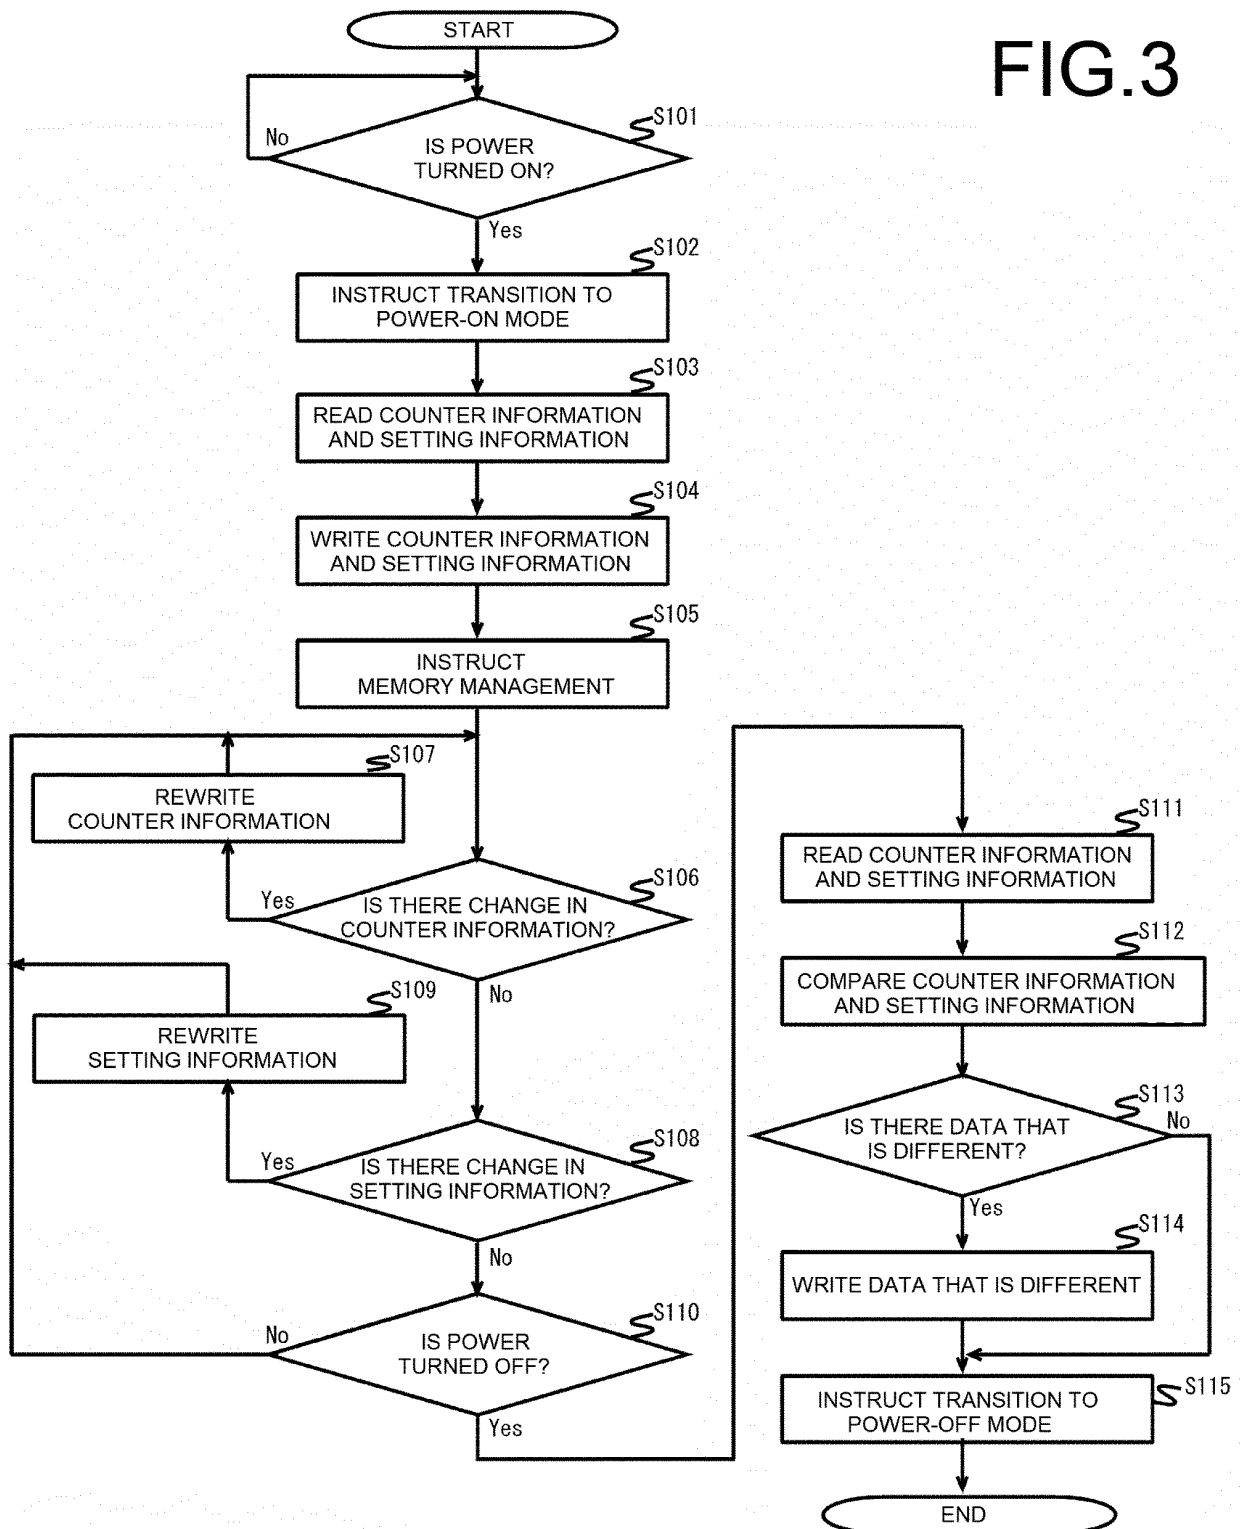 FIG.3
START
S101
No
IS POWER
TURNED ON?
Yes
S102
INSTRUCT TRANSITION TO
POWER-ON MODE
S103
READ COUNTER INFORMATION
AND SETTING INFORMATION
S104
WRITE COUNTER INFORMATION
AND SETTING INFORMATION
S105
INSTRUCT
MEMORY MANAGEMENT
S107
REWRITE
COUNTER INFORMATION
S106
Yes
IS THERE CHANGE IN
COUNTER INFORMATION?
No
S109
REWRITE
SETTING INFORMATION
S108
Yes
IS THERE CHANGE IN
SETTING INFORMATION?
No
S110
No
IS POWER
TURNED OFF?
Yes
S111
READ COUNTER INFORMATION
AND SETTING INFORMATION
S112
COMPARE COUNTER INFORMATION
AND SETTING INFORMATION
S113
No
IS THERE DATA THAT
IS DIFFERENT?
Yes
S114
WRITE DATA THAT IS DIFFERENT
S115
INSTRUCT TRANSITION TO
POWER-OFF MODE
END